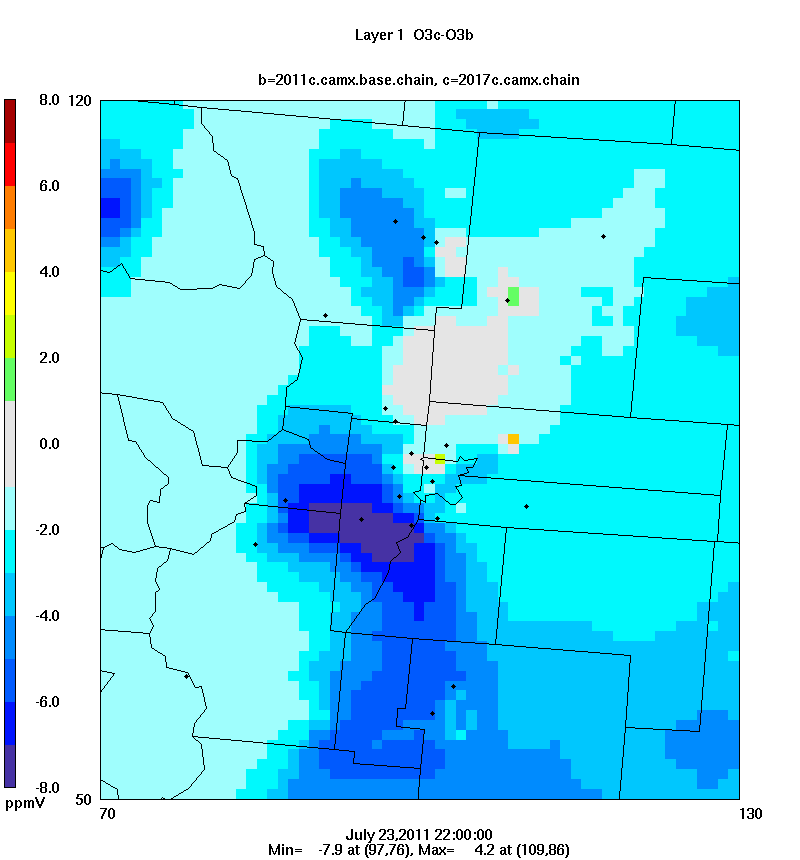 Layer 1 O3c-O3b
b=2011c.camx.base.chain, c=2017c.camx.chain
8.0
6.0
4.0
2.0
0.0
-2.0
-4.0
-6.0
-8.0
ppmV
120
50
70
130
July 23,2011 22:00:00
Min= -7.9 at (97,76), Max= 4.2 at (109,86)